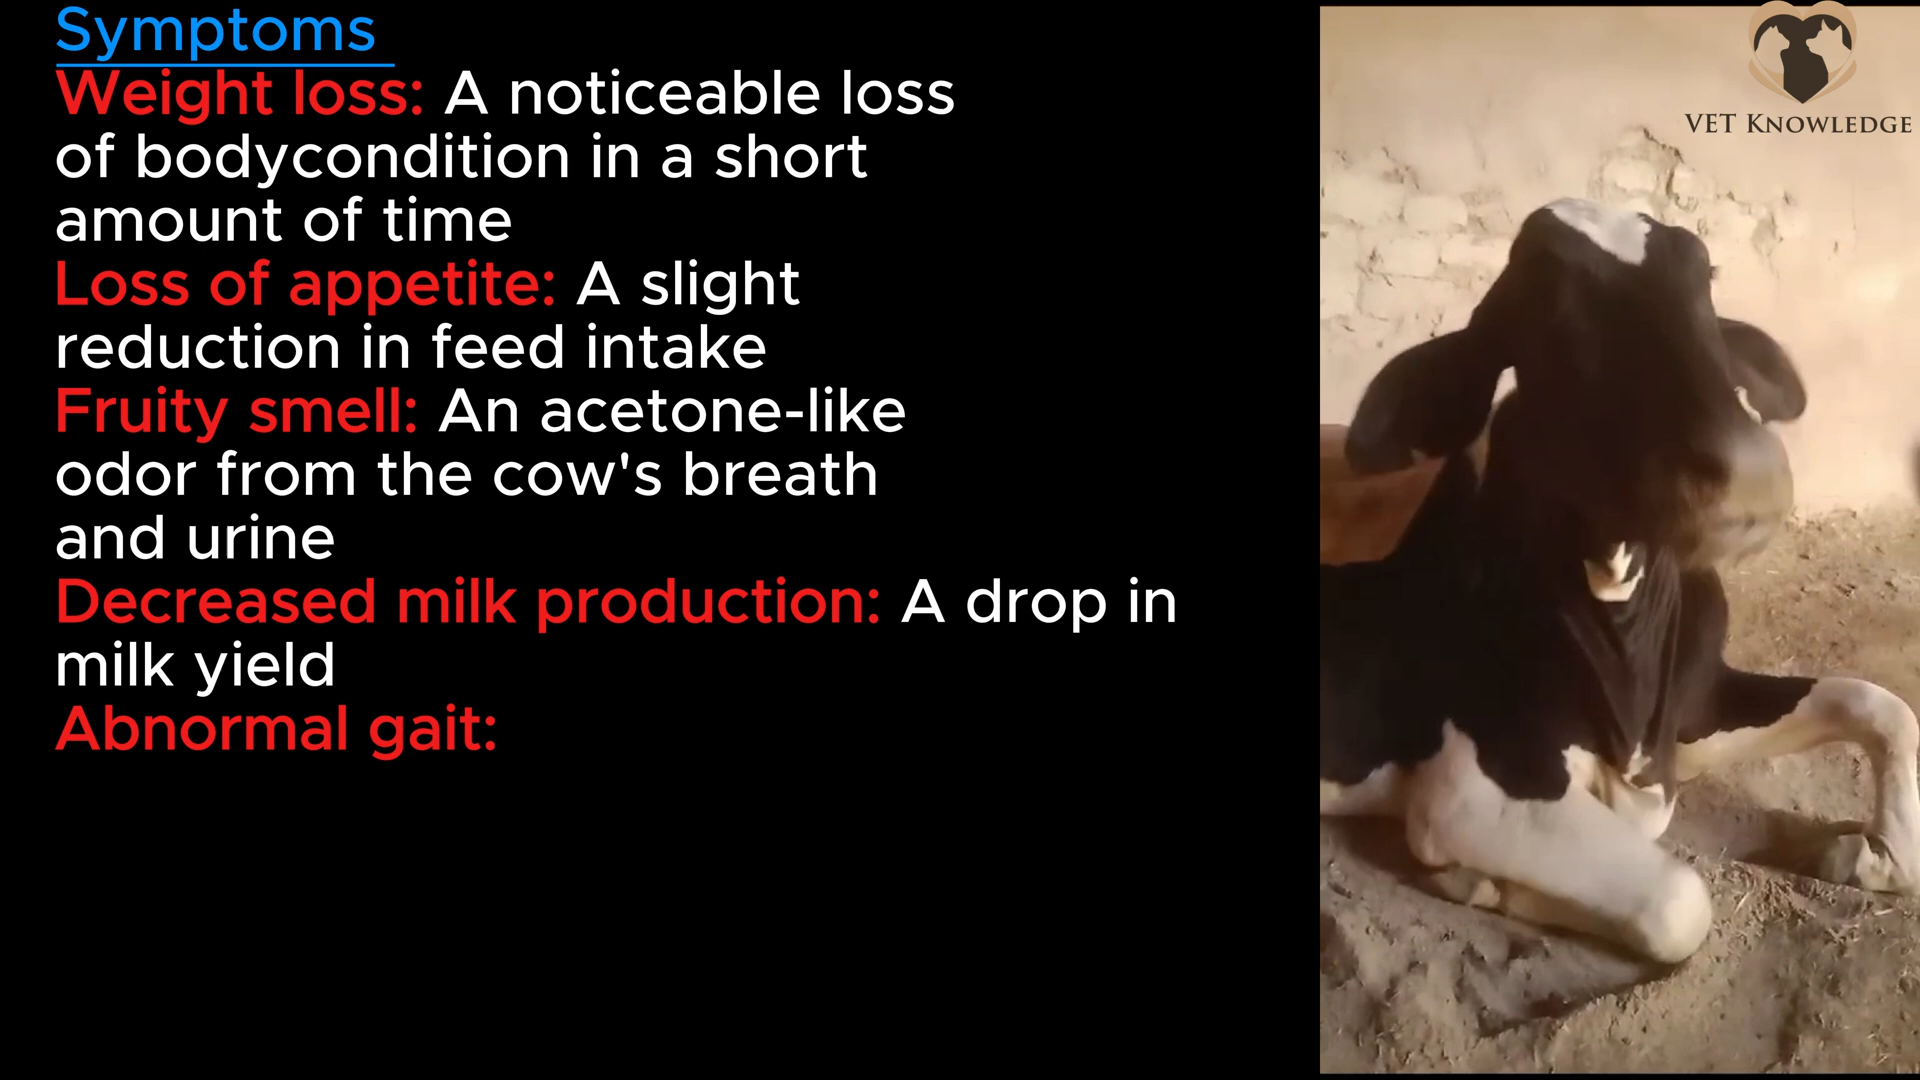 Symptoms
Weight loss: A noticeable loss
of bodycondition in a short
amount of time
Loss of appetite: A slight
reduction in feed intake
Fruity smell: An acetone-like
odor from the cow's breath
and urine
Decreased milk production: A drop in
milk yield
Abnormal gait:
VET KNOWLEDGE